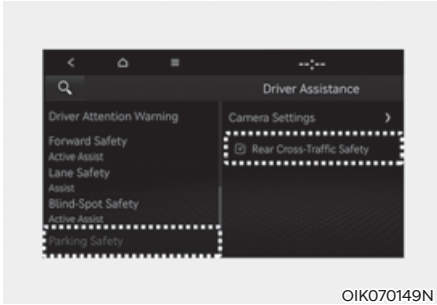 --:--
Driver Assistance
Driver Attention Warning
Forward Safety
Active Assist
Lane Safety
Assist
Blind-Spot Safety
Active Assist
Parking Safety
Camera Settings
Rear Cross-Traffic Safety
OIK070149N